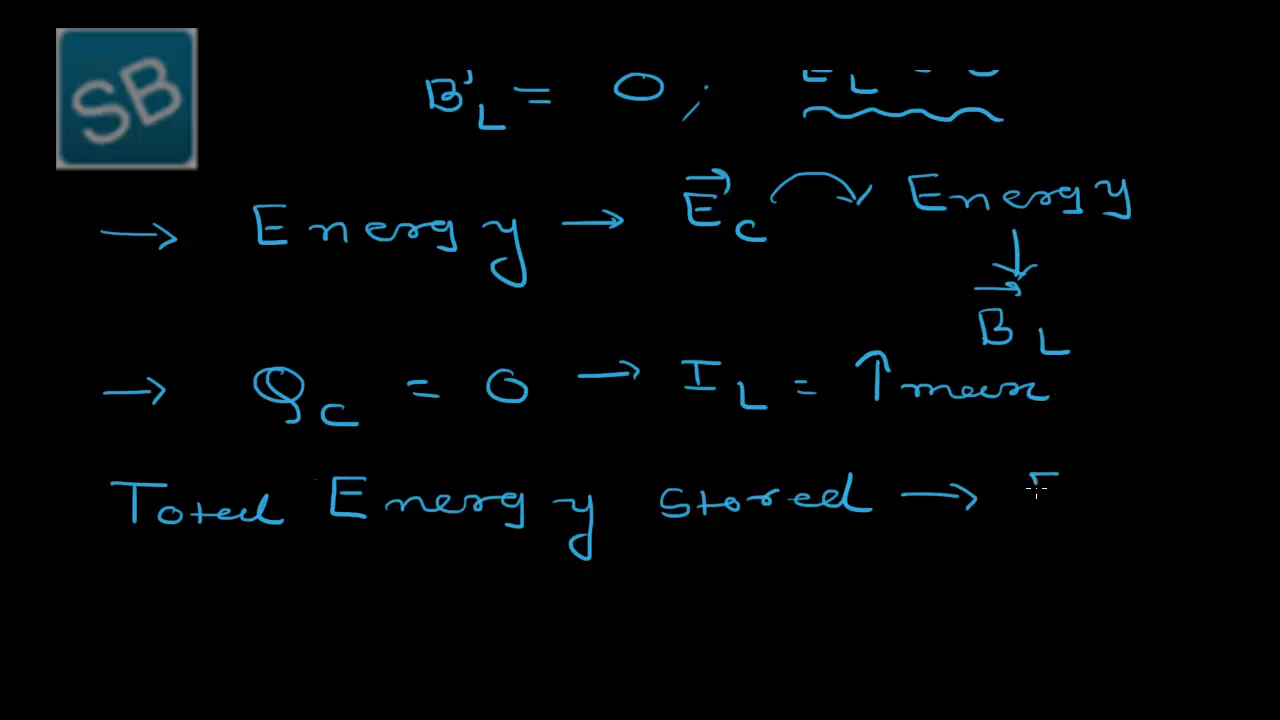 SB
B⃗L = 0 ;
→ Energy → E⃗C ↷ Energy
↓
B⃗L
→ QC = 0 → IL = ↑ max
Total Energy stored →